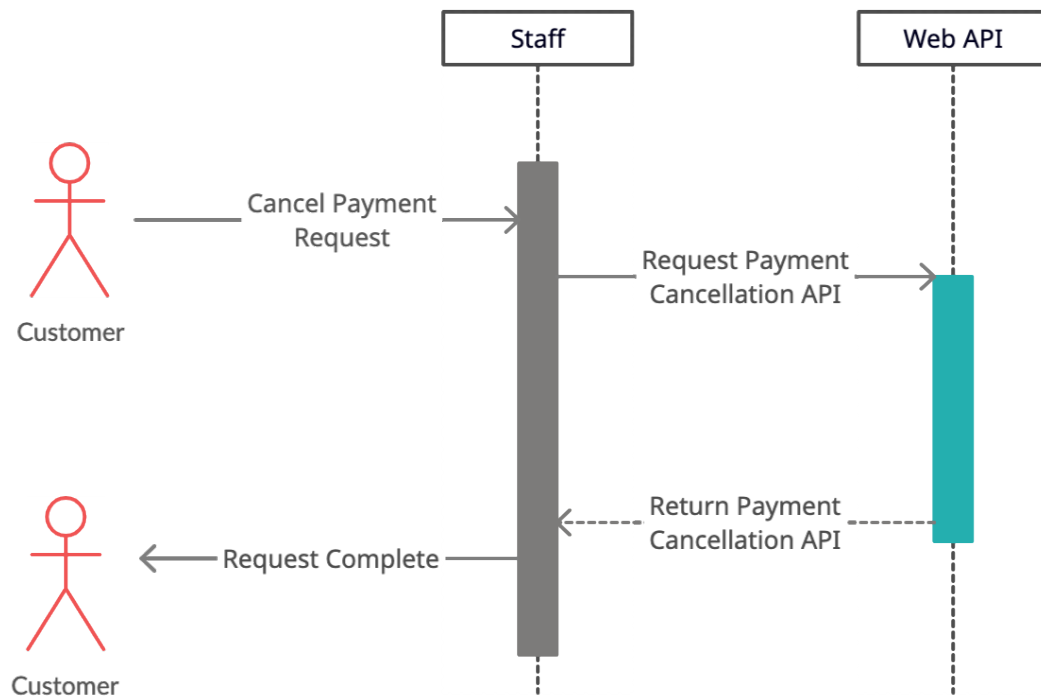 Staff
Web API
Cancel Payment
Request
Request Payment
Cancellation API
Customer
Return Payment
Cancellation API
Request Complete
Customer